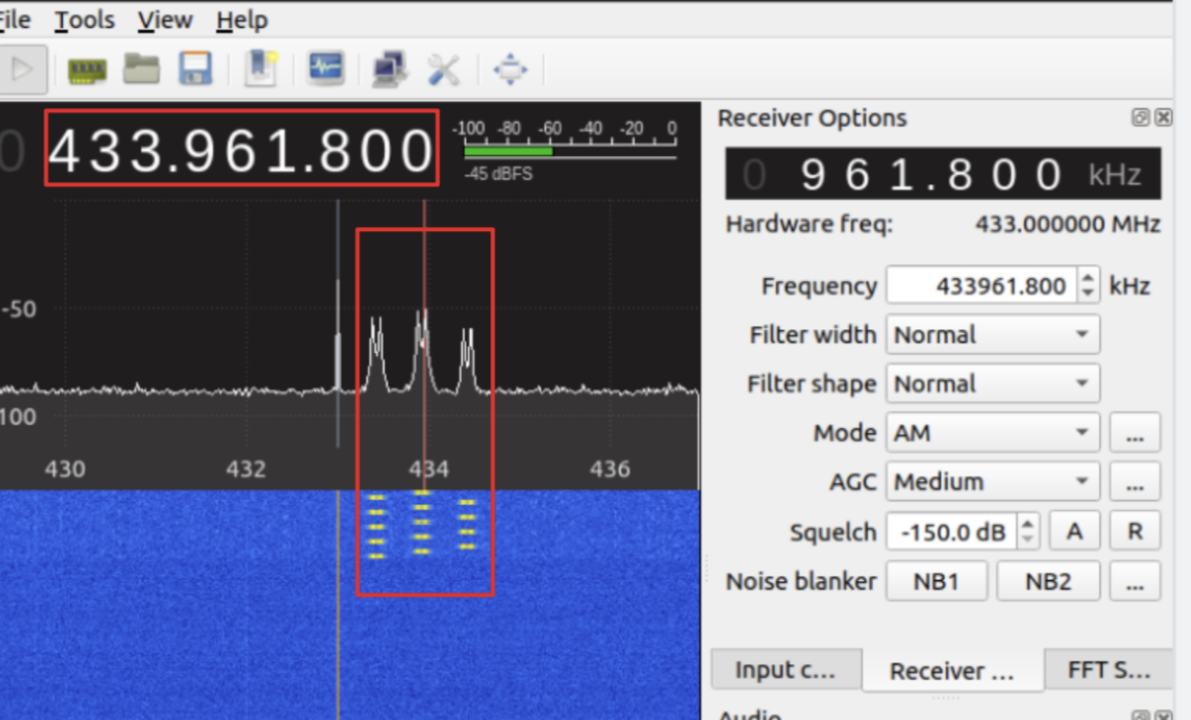 File Tools View Help
0 433.961.800
-100 -80 -60 -40 -20 0
-45 dBFS
-50
100
430 432 434 436
Receiver Options
0 961.800 kHz
Hardware freq: 433.000000 MHz
Frequency 433961.800 kHz
Filter width Normal
Filter shape Normal
Mode AM ...
AGC Medium ...
Squelch -150.0 dB A R
Noise blanker NB1 NB2 ...
Input c... Receiver ... FFT S...
Audio